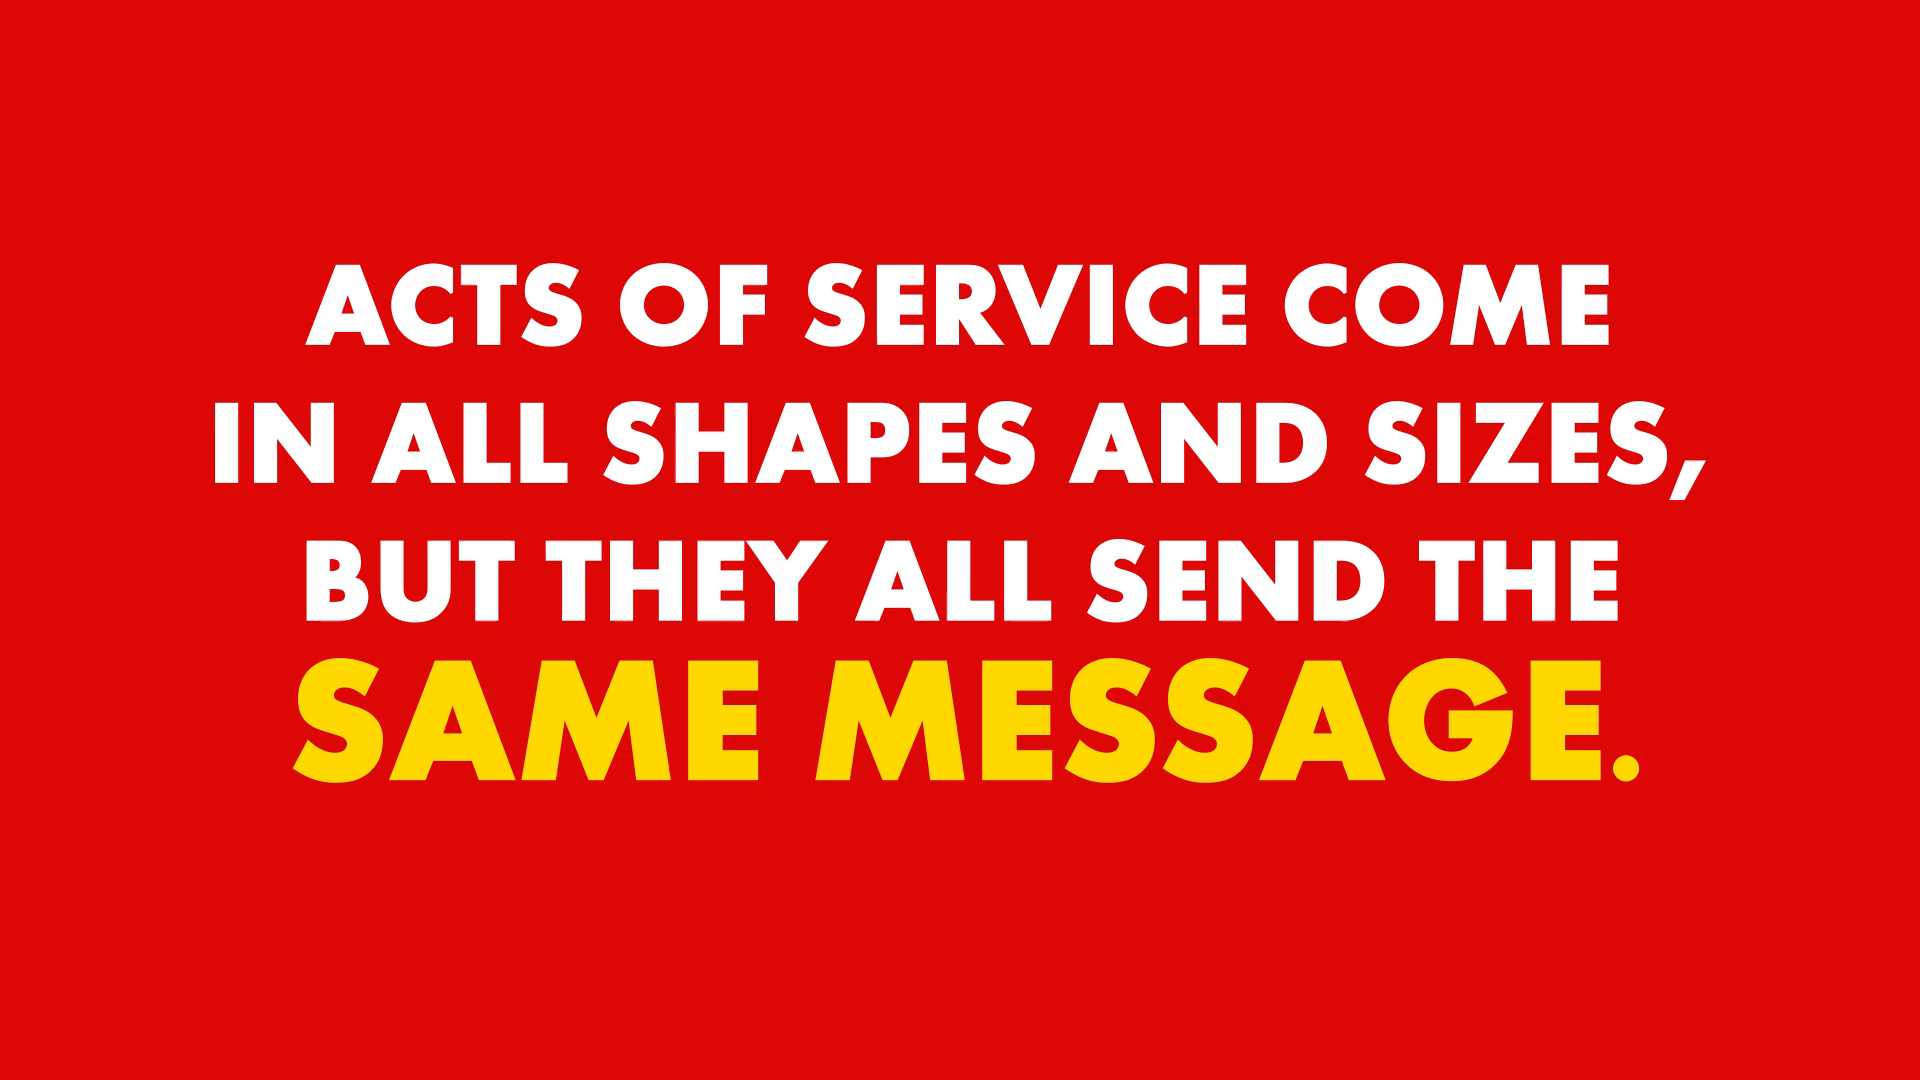 ACTS OF SERVICE COME
IN ALL SHAPES AND SIZES,
BUT THEY ALL SEND THE
SAME MESSAGE.